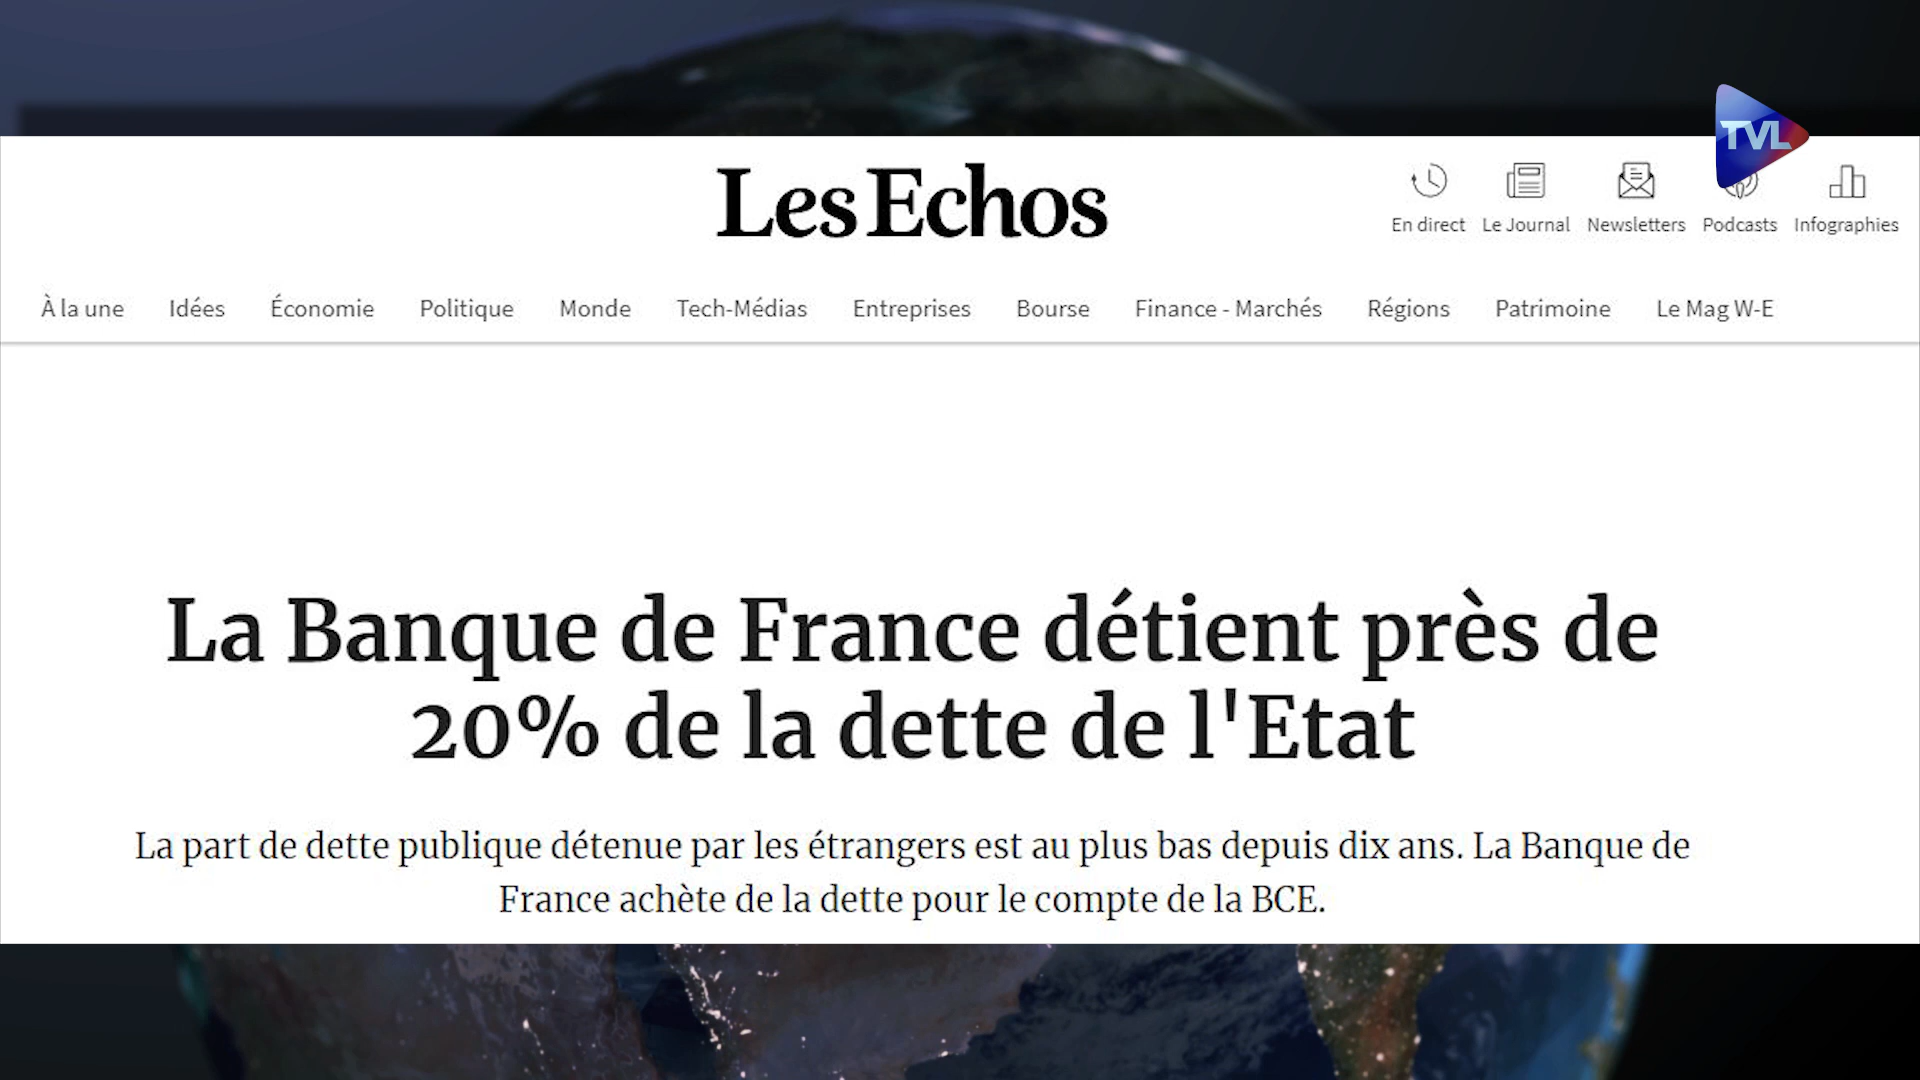 TVL
Les Echos
En direct Le Journal Newsletters Podcasts Infographies
À la une Idées Économie Politique Monde Tech-Médias Entreprises Bourse Finance - Marchés Régions Patrimoine Le Mag W-E
La Banque de France détient près de
20% de la dette de l'Etat
La part de dette publique détenue par les étrangers est au plus bas depuis dix ans. La Banque de
France achète de la dette pour le compte de la BCE.